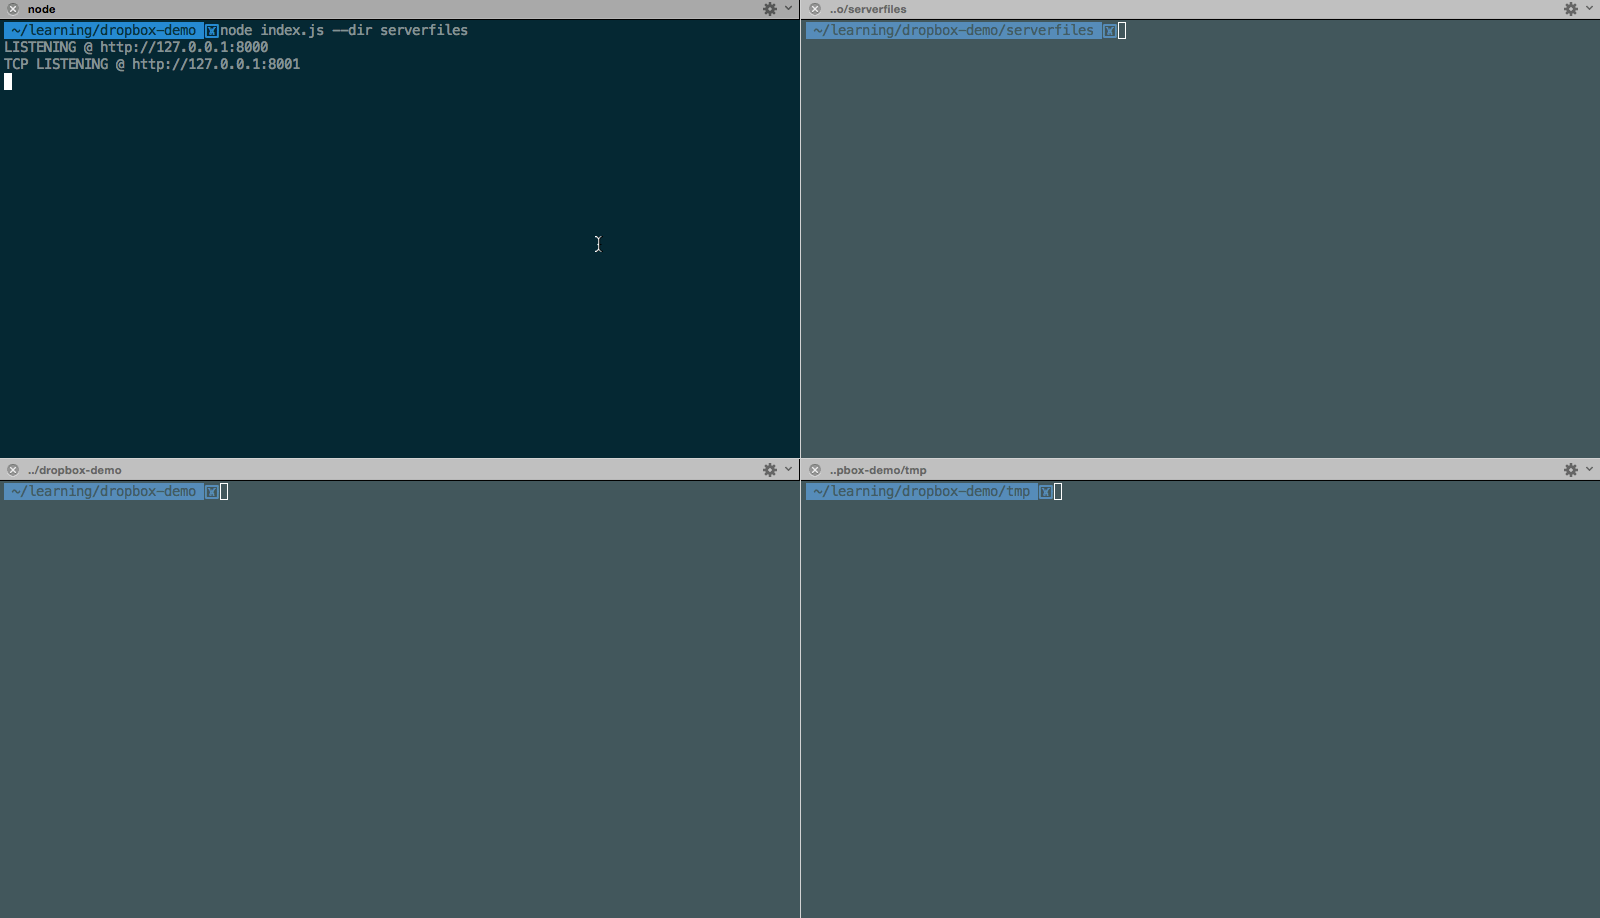 node
~/learning/dropbox-demo node index.js --dir serverfiles
LISTENING @ http://127.0.0.1:8000
TCP LISTENING @ http://127.0.0.1:8001
..o/serverfiles
~/learning/dropbox-demo/serverfiles
../dropbox-demo
~/learning/dropbox-demo
..pbox-demo/tmp
~/learning/dropbox-demo/tmp